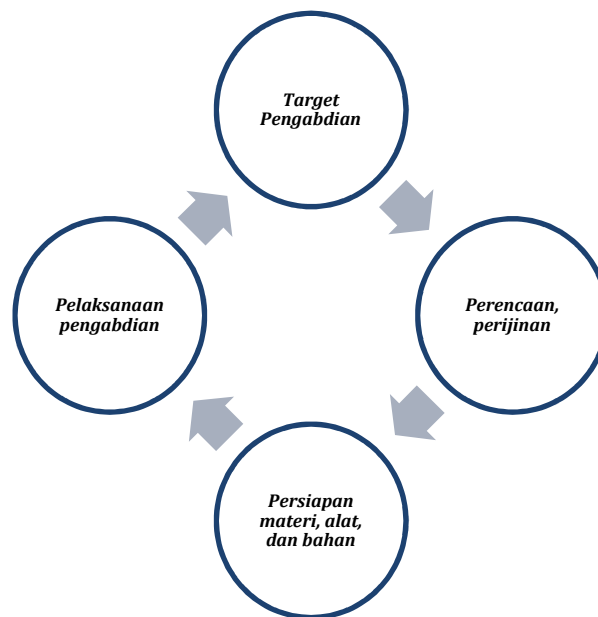 Target
Pengabdian
Perencaan,
perijinan
Persiapan
materi, alat,
dan bahan
Pelaksanaan
pengabdian